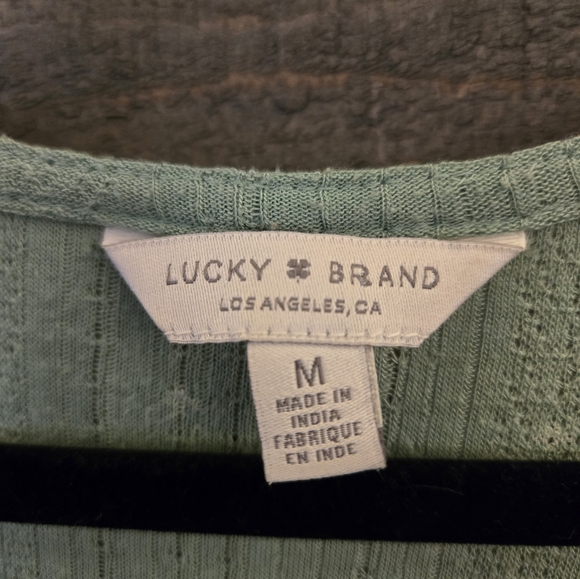 LUCKY BRAND
LOS ANGELES, CA
M
MADE IN
INDIA
FABRIQUE
EN INDE